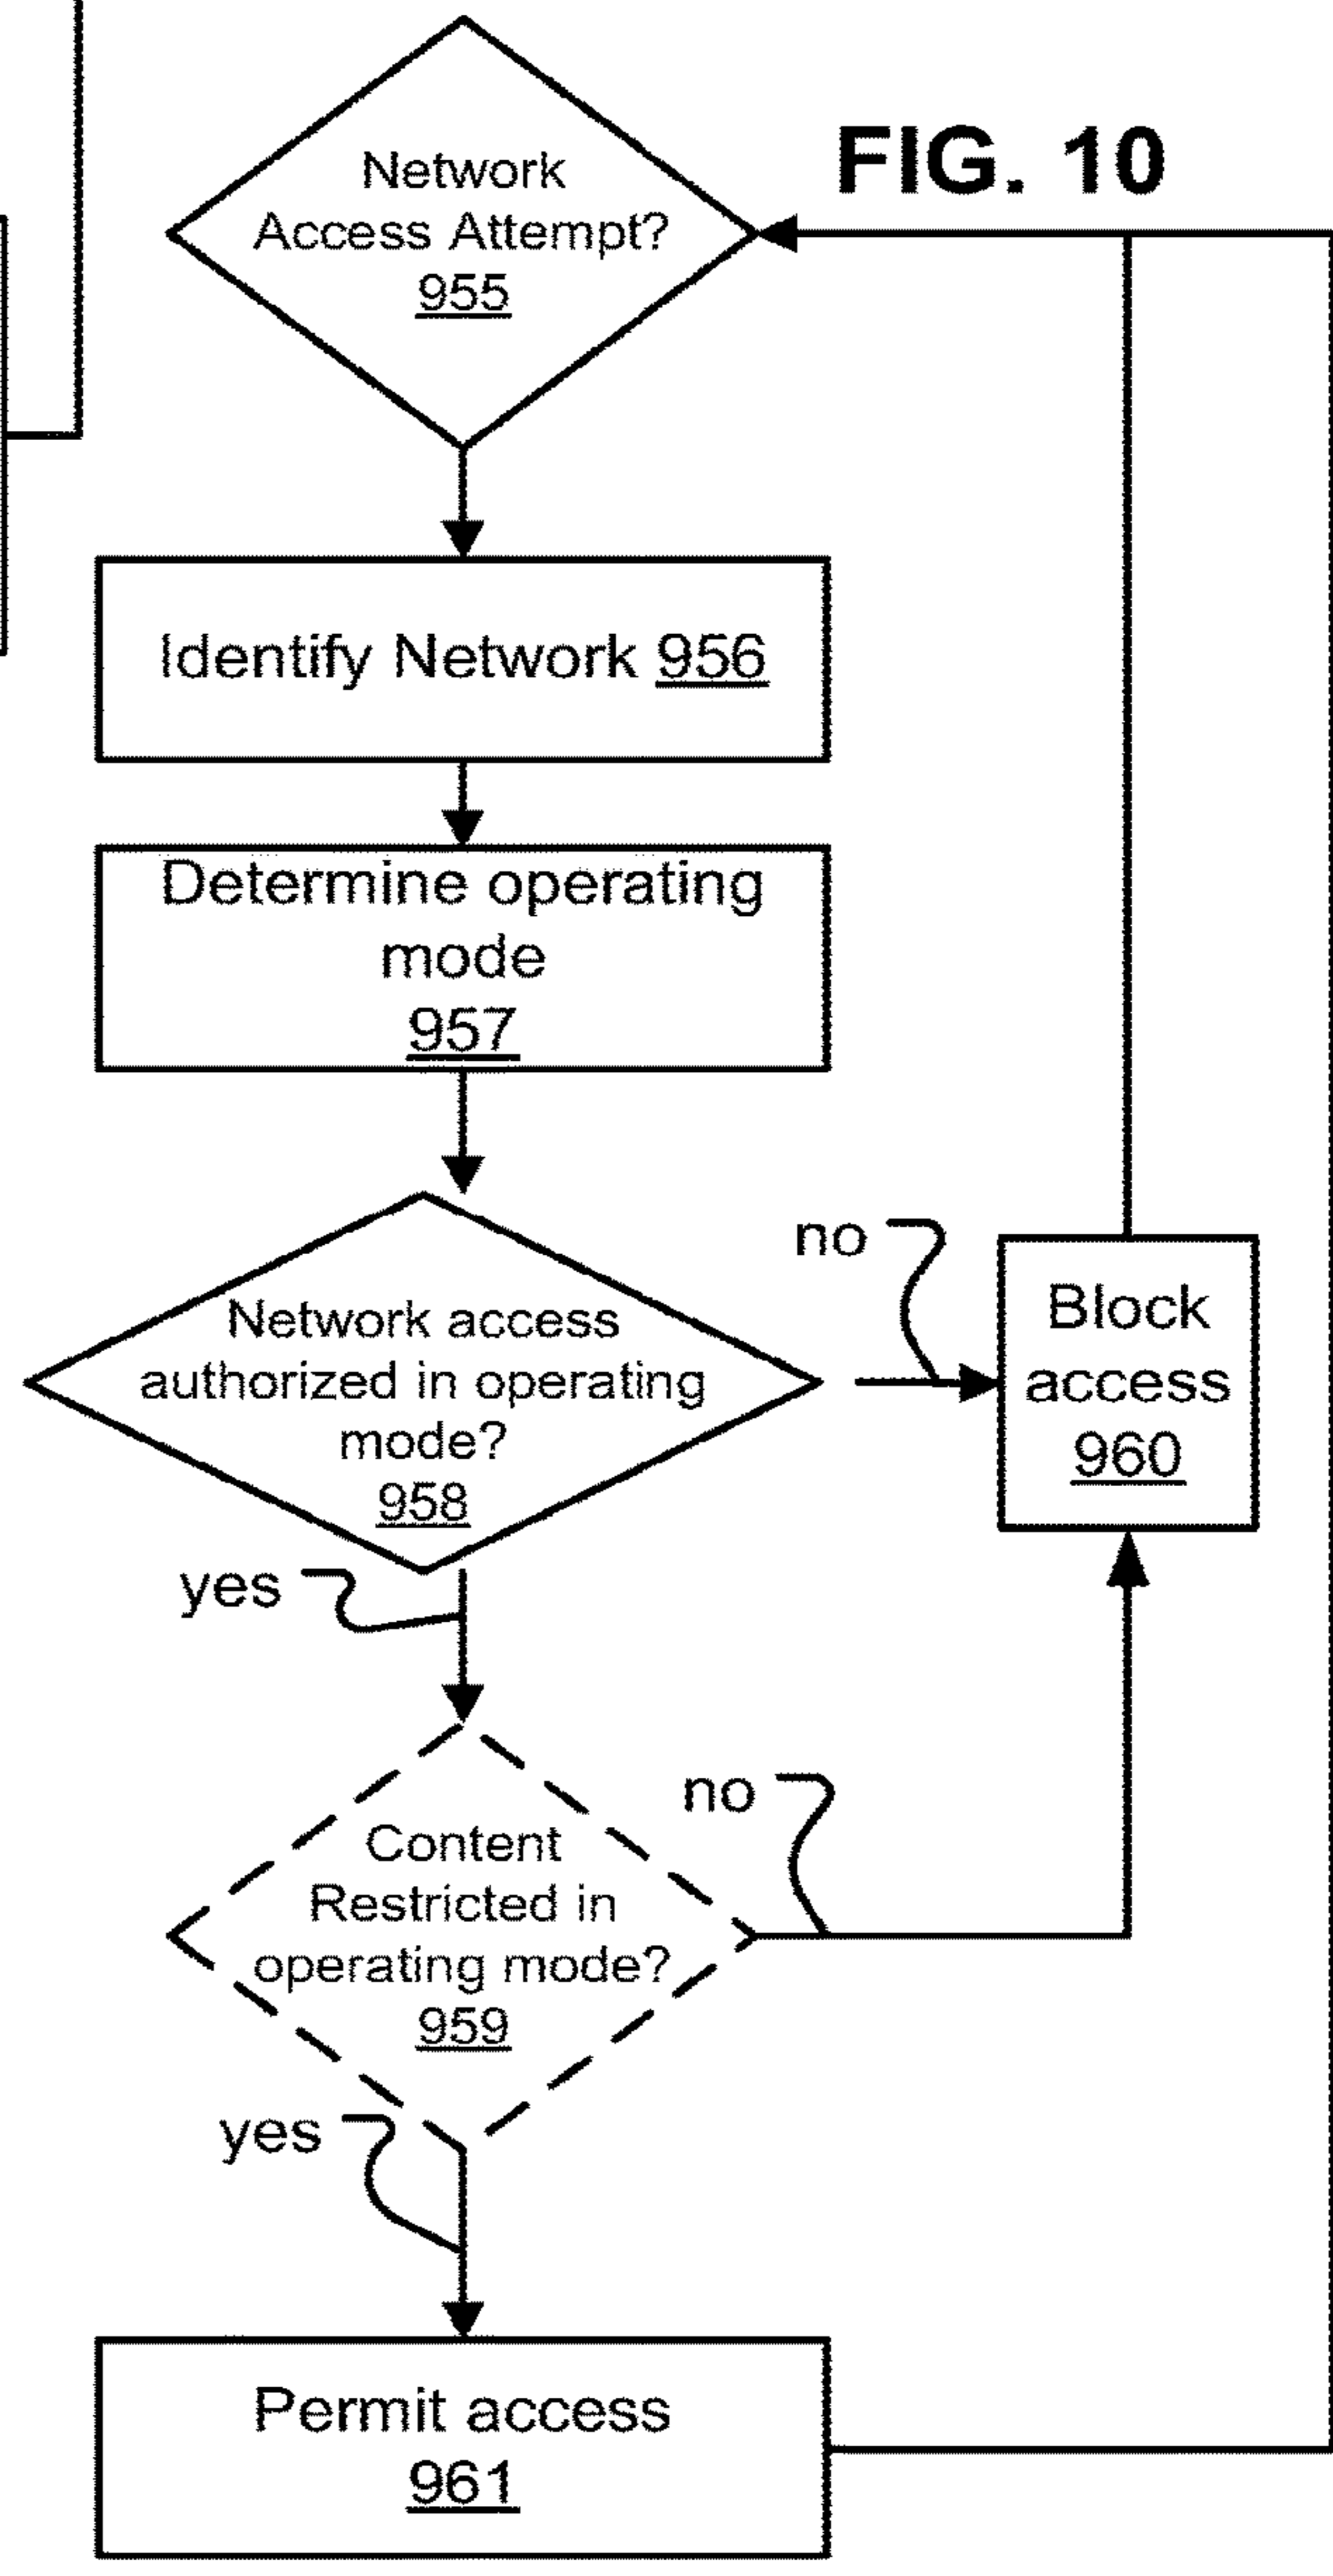 FIG. 10
Network
Access Attempt?
955
Identify Network 956
Determine operating
mode
957
Network access
authorized in operating
mode?
958
no
Block
access
960
yes
Content
Restricted in
operating mode?
959
no
yes
Permit access
961